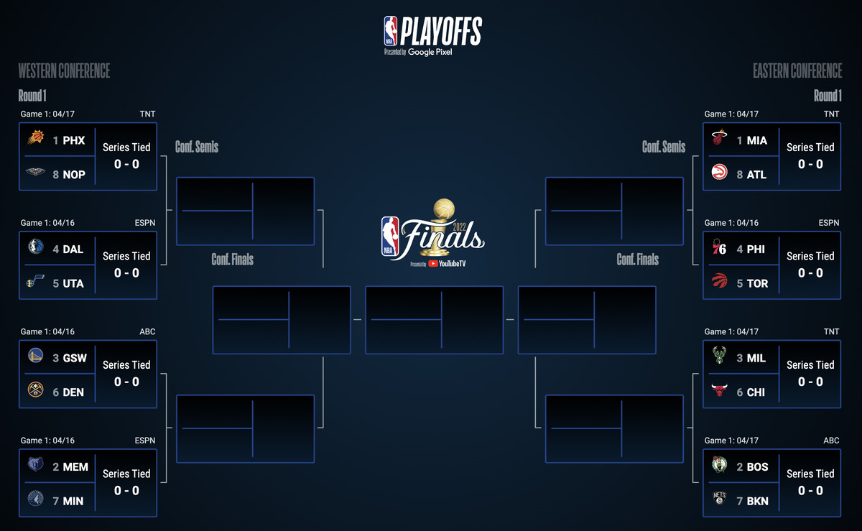 NBA PLAYOFFS
Presented by Google Pixel
WESTERN CONFERENCE
Round 1
Game 1: 04/17 TNT
1 PHX
8 NOP
Series Tied
0 - 0
Game 1: 04/16 ESPN
4 DAL
5 UTA
Series Tied
0 - 0
Game 1: 04/16 ABC
3 GSW
6 DEN
Series Tied
0 - 0
Game 1: 04/16 ESPN
2 MEM
7 MIN
Series Tied
0 - 0
Conf. Semis
Conf. Finals
NBA
2022
Finals
Presented by YouTubeTV
Conf. Semis
Conf. Finals
EASTERN CONFERENCE
Round 1
Game 1: 04/17 TNT
1 MIA
8 ATL
Series Tied
0 - 0
Game 1: 04/16 ESPN
76
4 PHI
5 TOR
Series Tied
0 - 0
Game 1: 04/17 TNT
3 MIL
6 CHI
Series Tied
0 - 0
Game 1: 04/17 ABC
2 BOS
NETS
7 BKN
Series Tied
0 - 0